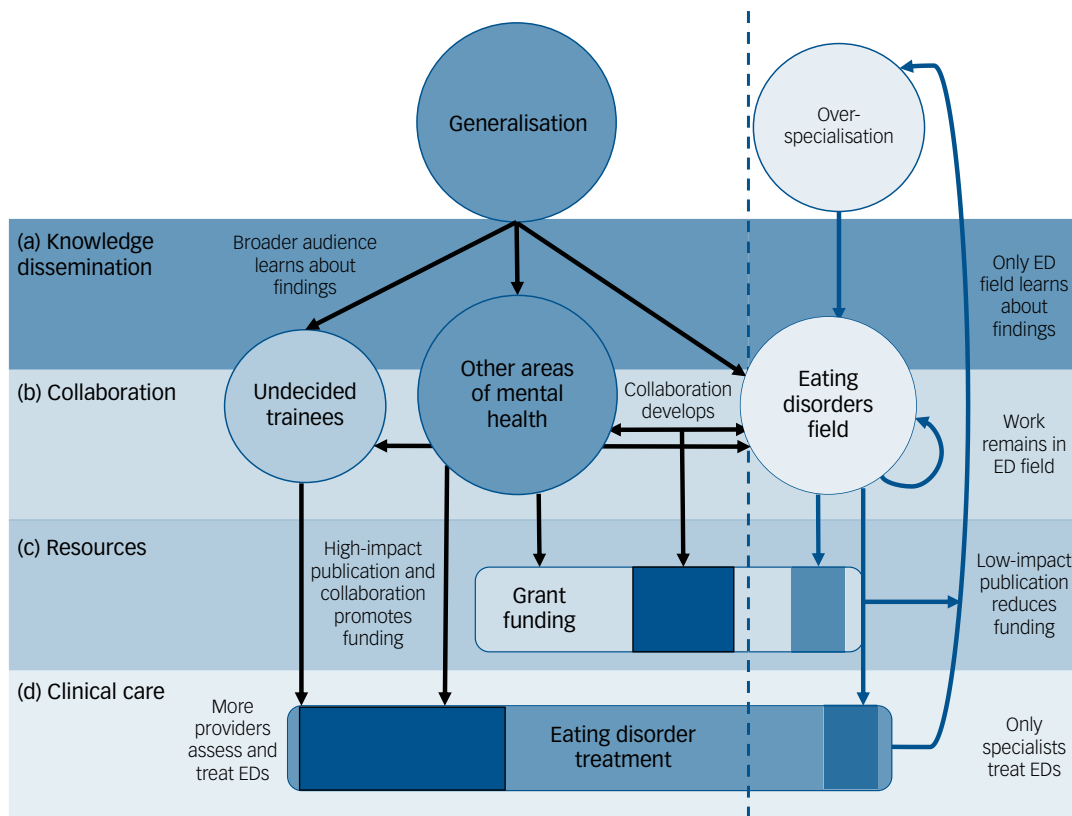 Generalisation
Over-
specialisation
(a) Knowledge
dissemination
Broader audience
learns about
findings
Only ED
field learns
about
findings
(b) Collaboration
Undecided
trainees
Other areas
of mental
health
Collaboration
develops
Eating
disorders
field
Work
remains in
ED field
(c) Resources
High-impact
publication and
collaboration
promotes
funding
Grant
funding
Low-impact
publication
reduces
funding
(d) Clinical care
More
providers
assess and
treat EDs
Eating disorder
treatment
Only
specialists
treat EDs